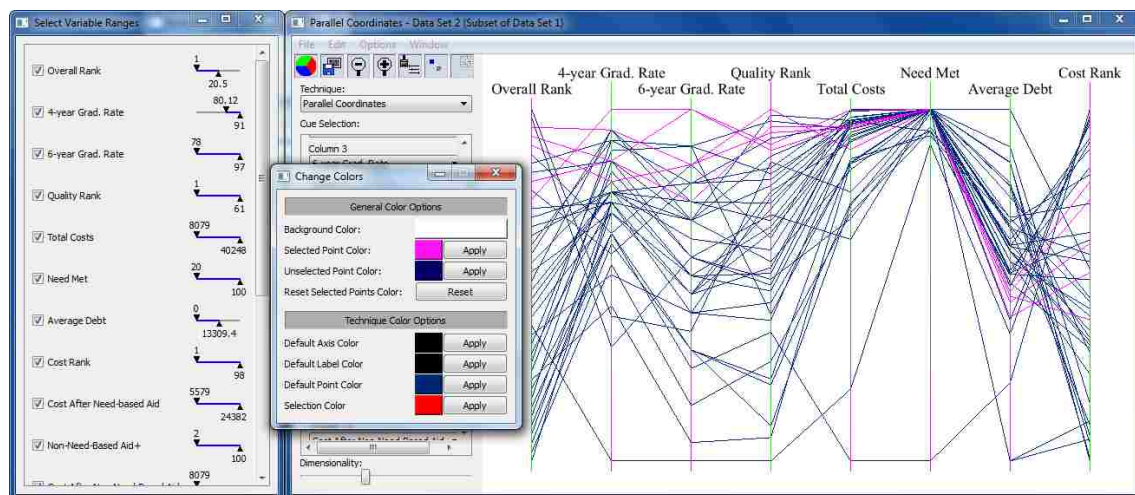 Select Variable Ranges
Overall Rank
1
20.5
4-year Grad. Rate
80.12
91
6-year Grad. Rate
78
97
Quality Rank
1
61
Total Costs
8079
40248
Need Met
20
100
Average Debt
0
13309.4
Cost Rank
1
98
Cost After Need-based Aid
5579
24382
Non-Need-Based Aid+
2
100
8079
Parallel Coordinates - Data Set 2 (Subset of Data Set 1)
File Edit Options Window
Technique:
Parallel Coordinates
Cue Selection:
Column 3
6-year Grad. Rate
Change Colors
General Color Options
Background Color:
Selected Point Color: Apply
Unselected Point Color: Apply
Reset Selected Points Color: Reset
Technique Color Options
Default Axis Color Apply
Default Label Color Apply
Default Point Color Apply
Selection Color Apply
Dimensionality:
4-year Grad. Rate Quality Rank Need Met Cost Rank
Overall Rank 6-year Grad. Rate Total Costs Average Debt